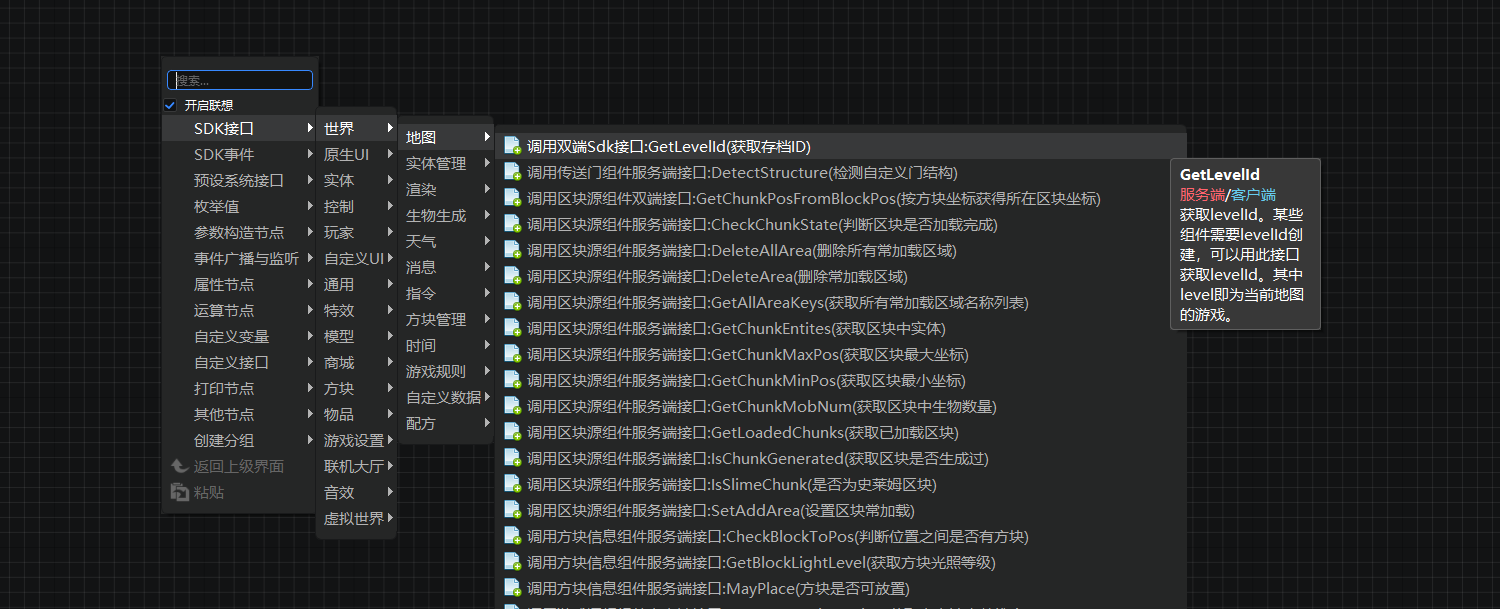 搜索...
开启联想
SDK接口
SDK事件
预设系统接口
枚举值
参数构造节点
事件广播与监听
属性节点
运算节点
自定义变量
自定义接口
打印节点
其他节点
创建分组
返回上级界面
粘贴
世界
原生UI
实体
控制
玩家
自定义UI
通用
特效
模型
商城
方块
物品
游戏设置
联机大厅
音效
虚拟世界
地图
实体管理
渲染
生物生成
天气
消息
指令
方块管理
时间
游戏规则
自定义数据
配方
调用双端Sdk接口:GetLevelId(获取存档ID)
调用传送门组件服务端接口:DetectStructure(检测自定义门结构)
调用区块源组件双端接口:GetChunkPosFromBlockPos(按方块坐标获得所在区块坐标)
调用区块源组件服务端接口:CheckChunkState(判断区块是否加载完成)
调用区块源组件服务端接口:DeleteAllArea(删除所有常加载区域)
调用区块源组件服务端接口:DeleteArea(删除常加载区域)
调用区块源组件服务端接口:GetAllAreaKeys(获取所有常加载区域名称列表)
调用区块源组件服务端接口:GetChunkEntites(获取区块中实体)
调用区块源组件服务端接口:GetChunkMaxPos(获取区块最大坐标)
调用区块源组件服务端接口:GetChunkMinPos(获取区块最小坐标)
调用区块源组件服务端接口:GetChunkMobNum(获取区块中生物数量)
调用区块源组件服务端接口:GetLoadedChunks(获取已加载区块)
调用区块源组件服务端接口:IsChunkGenerated(获取区块是否生成过)
调用区块源组件服务端接口:IsSlimeChunk(是否为史莱姆区块)
调用区块源组件服务端接口:SetAddArea(设置区块常加载)
调用方块信息组件服务端接口:CheckBlockToPos(判断位置之间是否有方块)
调用方块信息组件服务端接口:GetBlockLightLevel(获取方块光照等级)
调用方块信息组件服务端接口:MayPlace(方块是否可放置)
GetLevelId
服务端/客户端
获取levelId。某些
组件需要levelId创
建，可以用此接口
获取levelId。其中
level即为当前地图
的游戏。